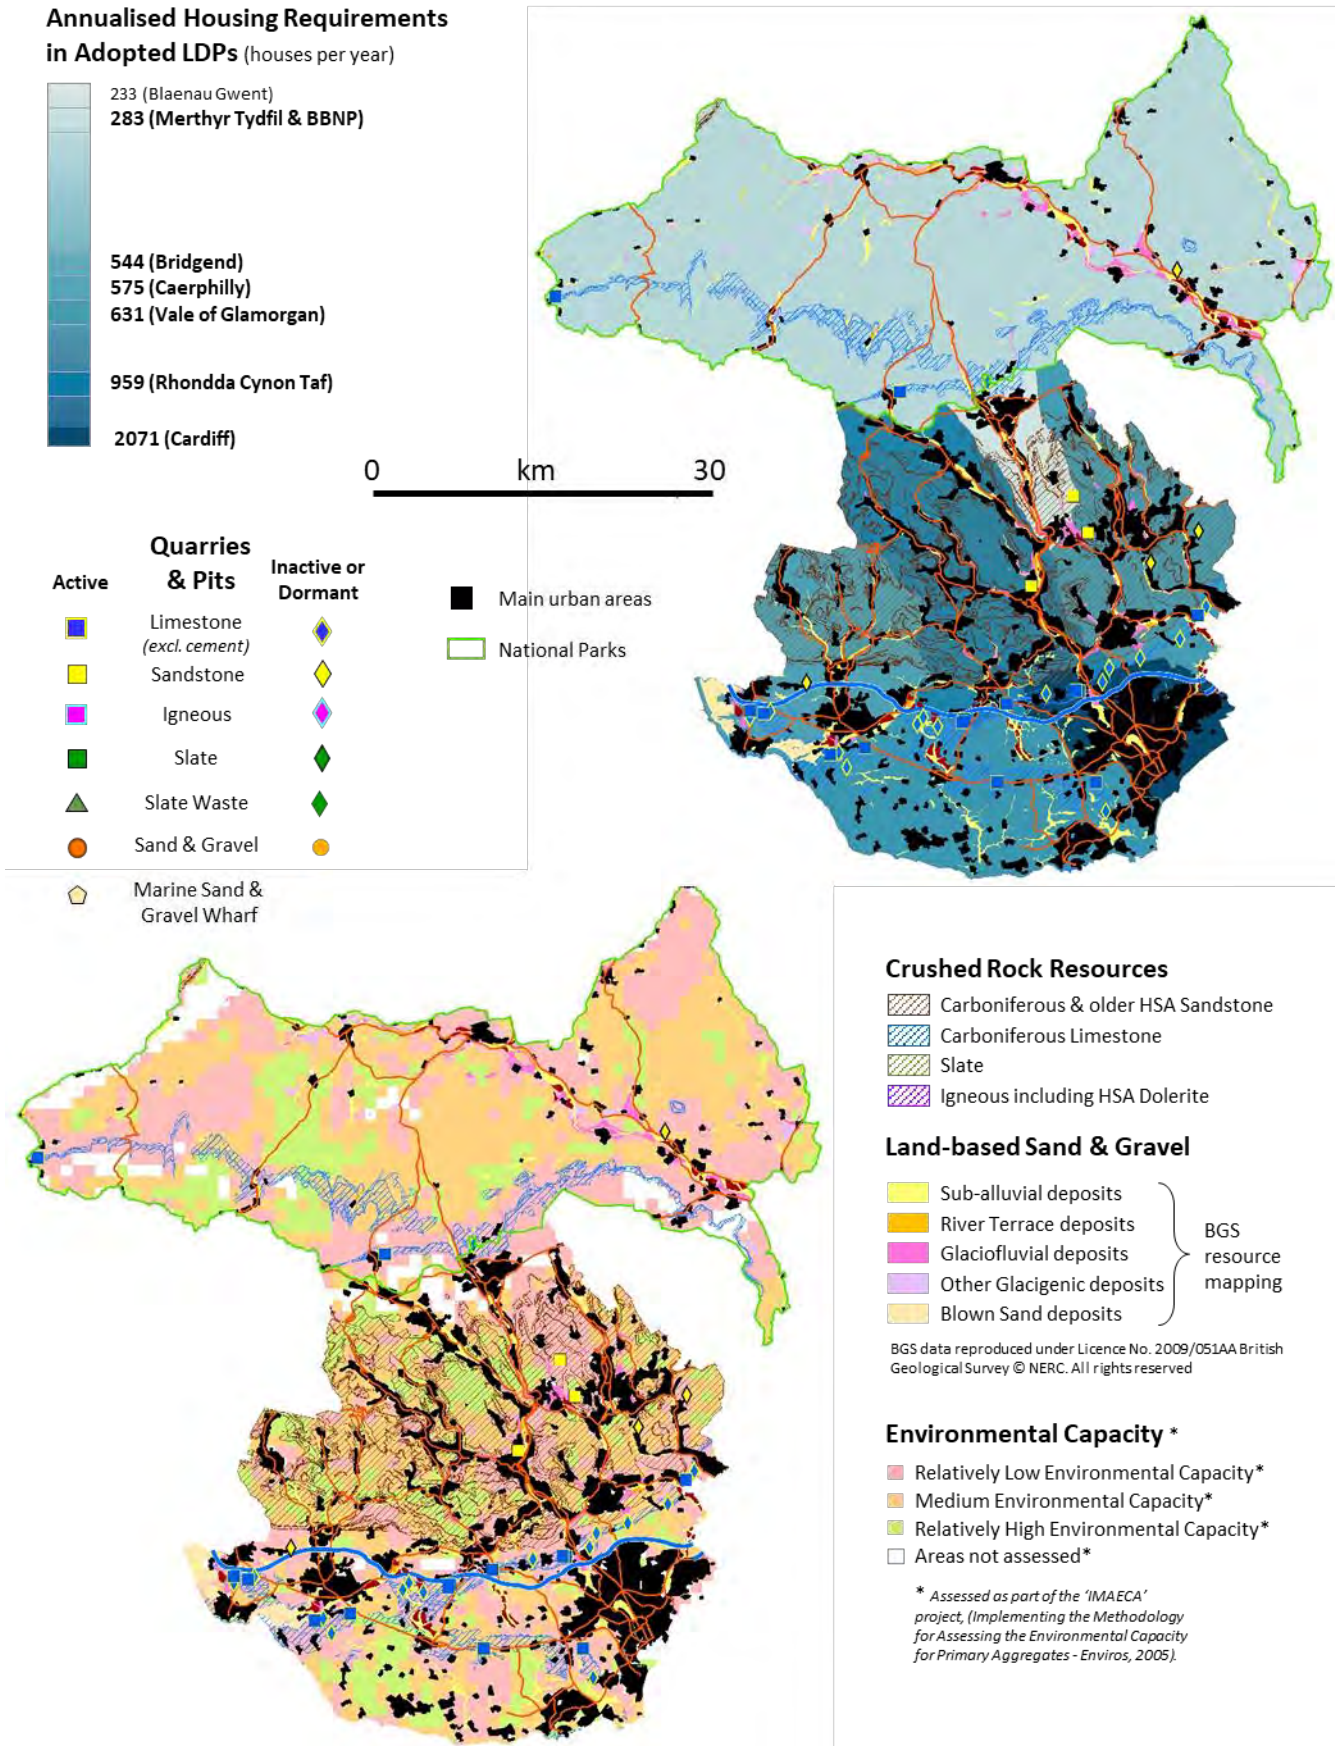 Annualised Housing Requirements
in Adopted LDPs (houses per year)
233 (Blaenau Gwent)
283 (Merthyr Tydfil & BBNP)
544 (Bridgend)
575 (Caerphilly)
631 (Vale of Glamorgan)
959 (Rhondda Cynon Taf)
2071 (Cardiff)
0 km 30
Quarries
& Pits
Active
Inactive or
Dormant
Limestone
(excl. cement)
Sandstone
Igneous
Slate
Slate Waste
Sand & Gravel
Marine Sand &
Gravel Wharf
Main urban areas
National Parks
Crushed Rock Resources
Carboniferous & older HSA Sandstone
Carboniferous Limestone
Slate
Igneous including HSA Dolerite
Land-based Sand & Gravel
Sub-alluvial deposits
River Terrace deposits
Glaciofluvial deposits
Other Glacigenic deposits
Blown Sand deposits
BGS
resource
mapping
BGS data reproduced under Licence No. 2009/051AA British
Geological Survey © NERC. All rights reserved
Environmental Capacity *
Relatively Low Environmental Capacity*
Medium Environmental Capacity*
Relatively High Environmental Capacity*
Areas not assessed*
* Assessed as part of the ‘IMAECA’
project, (Implementing the Methodology
for Assessing the Environmental Capacity
for Primary Aggregates - Enviros, 2005).